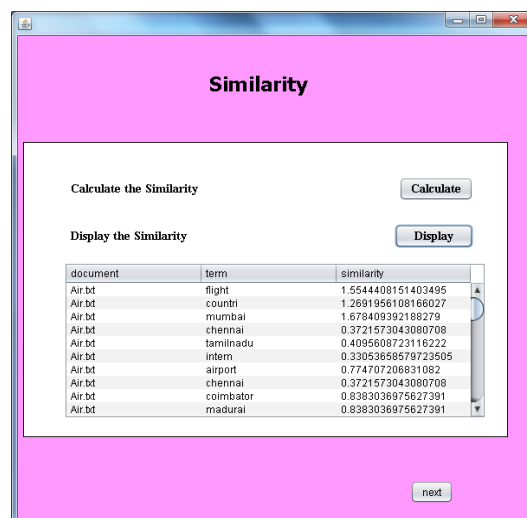 Similarity
Calculate the Similarity Calculate
Display the Similarity Display
document term similarity
Air.txt flight 1.5544408151403495
Air.txt countri 1.2691956108166027
Air.txt mumbai 1.678409392188279
Air.txt chennai 0.3721573043080708
Air.txt tamilnadu 0.4095608723116222
Air.txt intern 0.33053658579723505
Air.txt airport 0.774707206831082
Air.txt chennai 0.3721573043080708
Air.txt coimbator 0.8383036975627391
Air.txt madurai 0.8383036975627391
next